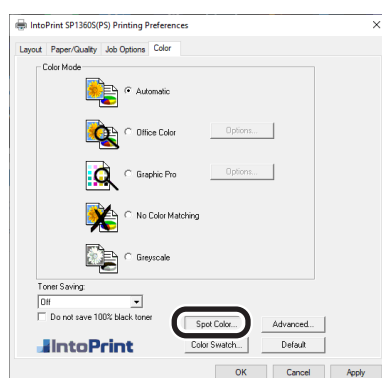 IntoPrint SP1360S(PS) Printing Preferences
Layout Paper/Quality Job Options Color
Color Mode
Automatic
Office Color Options...
Graphic Pro Options...
No Color Matching
Greyscale
Toner Saving:
Off
Do not save 100% black toner
Spot Color... Advanced...
IntoPrint Color Swatch... Default
OK Cancel Apply